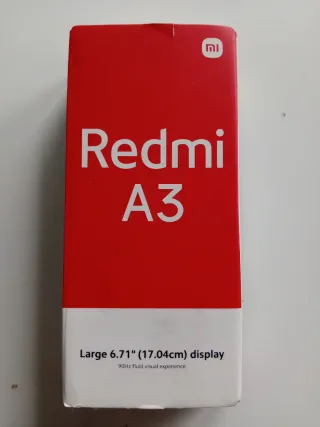 mi
Redmi
A3
Large 6.71" (17.04cm) display
90Hz Fluid visual experience